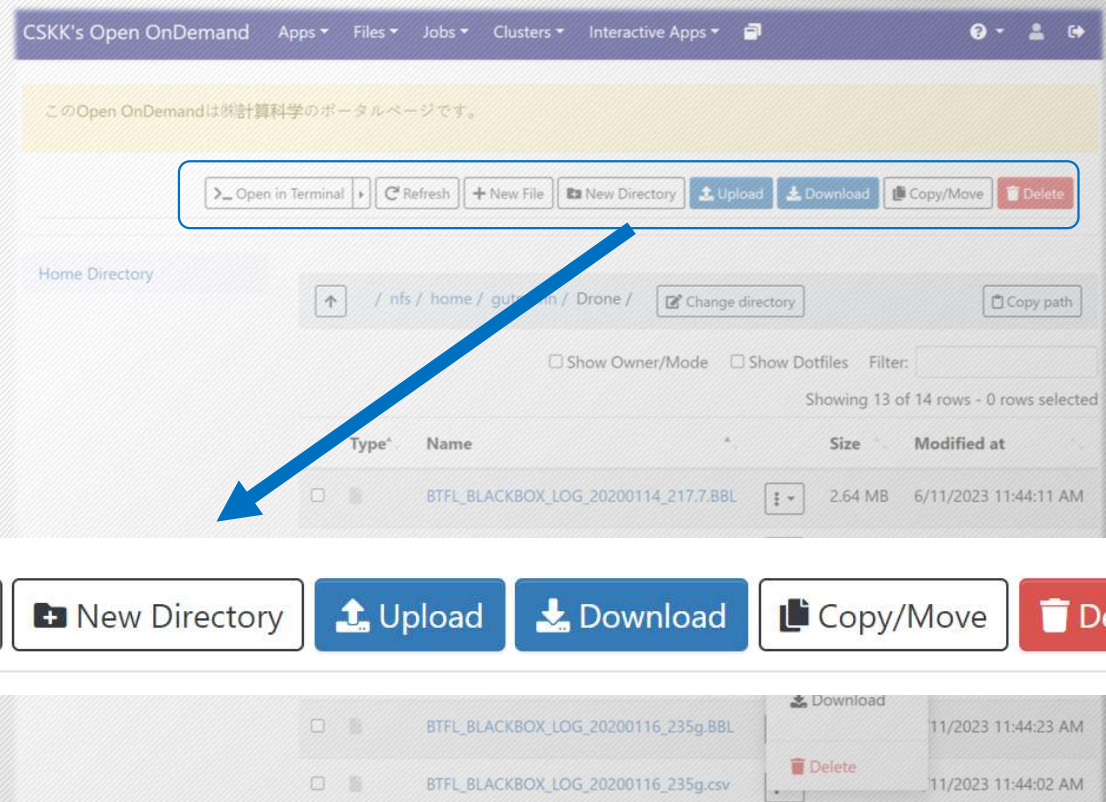 CSKK's Open OnDemand Apps Files Jobs Clusters Interactive Apps
このOpen OnDemandは㈱計算科学のポータルページです。
Open in Terminal Refresh New File New Directory Upload Download Copy/Move Delete
Home Directory
/ nfs / home / / Drone / Change directory Copy path
Show Owner/Mode Show Dotfiles Filter:
Showing 13 of 14 rows - 0 rows selected
Type Name Size Modified at
BTFL_BLACKBOX_LOG_20200114_217.7.BBL 2.64 MB 6/11/2023 11:44:11 AM
New Directory Upload Download Copy/Move
Download
BTFL_BLACKBOX_LOG_20200116_235g.BBL /11/2023 11:44:23 AM
Delete
BTFL_BLACKBOX_LOG_20200116_235g.csv /11/2023 11:44:02 AM